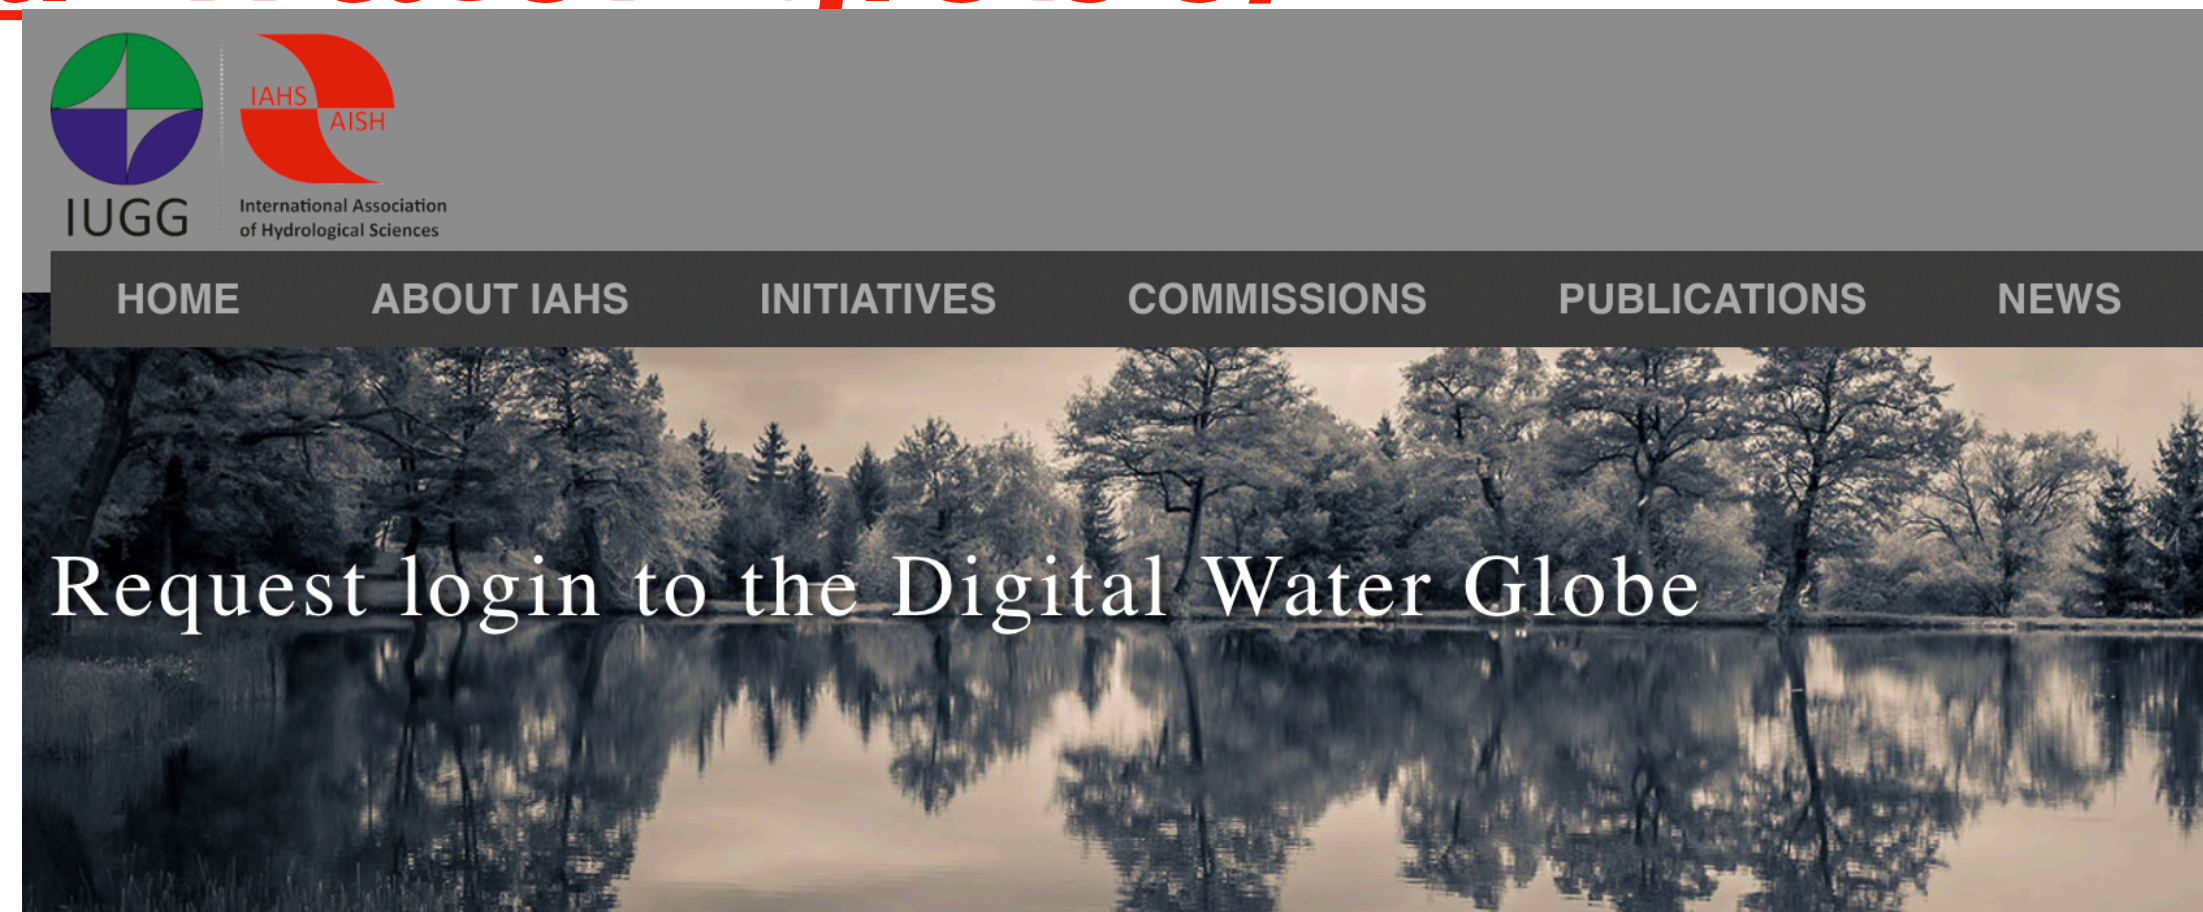 IAHS
AISH
IUGG
International Association
of Hydrological Sciences
HOME ABOUT IAHS INITIATIVES COMMISSIONS PUBLICATIONS NEWS
Request login to the Digital Water Globe